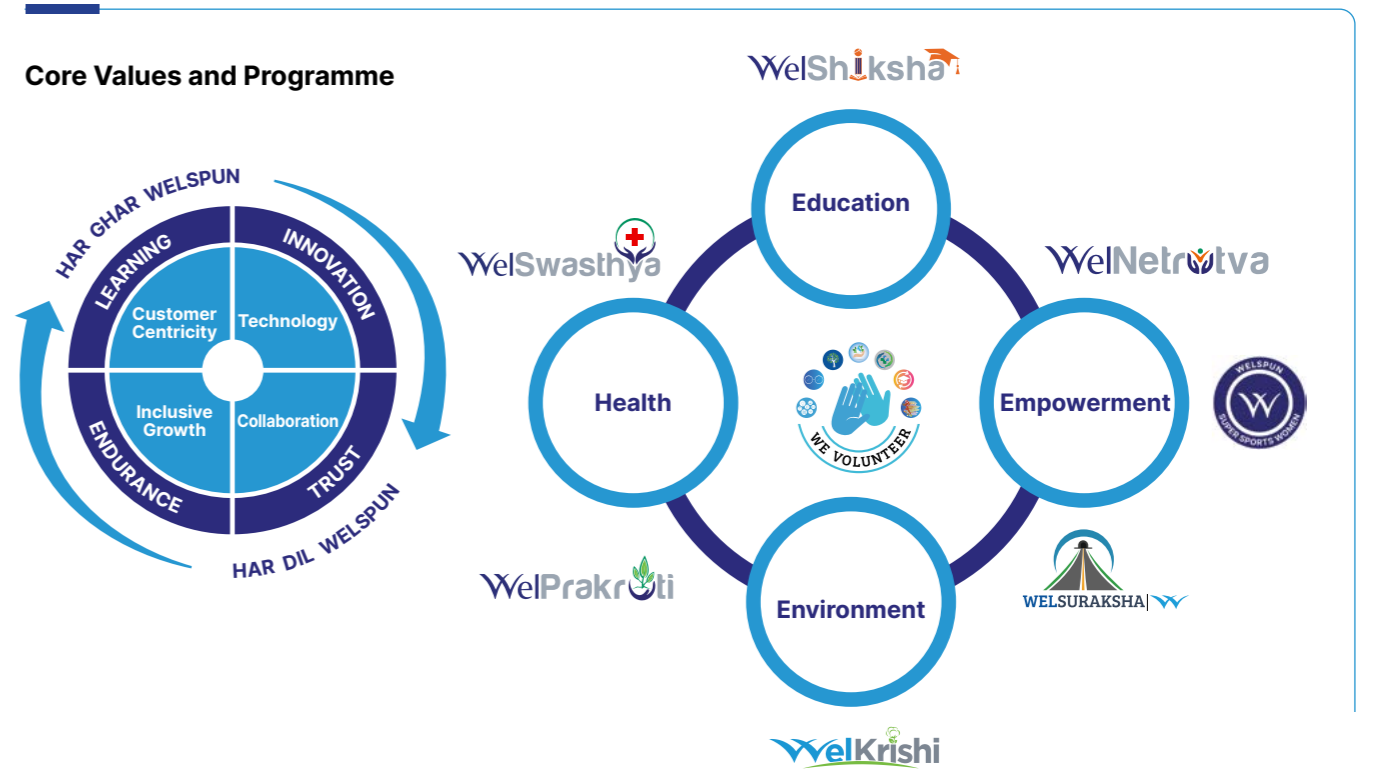 Core Values and Programme
HAR GHAR WELSPUN
LEARNING
INNOVATION
Customer
Centricity
Technology
Inclusive
Growth
Collaboration
ENDURANCE
TRUST
HAR DIL WELSPUN
WelShiksha
Education
WelSwasthya
WelNetrutva
Health
WE VOLUNTEER
Empowerment
WELSPUN
W
SUPER SPORTS WOMEN
WelPrakruti
Environment
WELSURAKSHA
WelKrishi